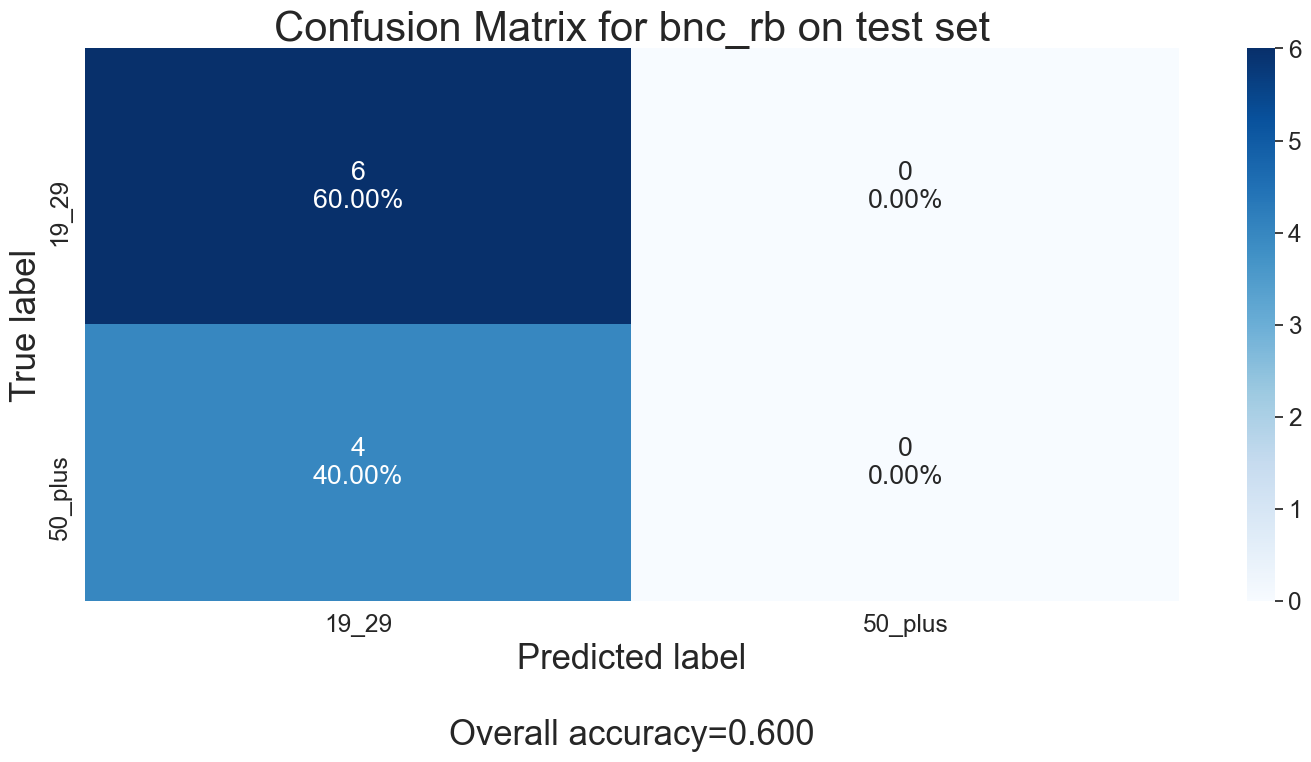 Confusion Matrix for bnc_rb on test set
6
60.00%
0
0.00%
4
40.00%
0
0.00%
True label
19_29
50_plus
19_29
50_plus
Predicted label
Overall accuracy=0.600
6
5
4
3
2
1
0